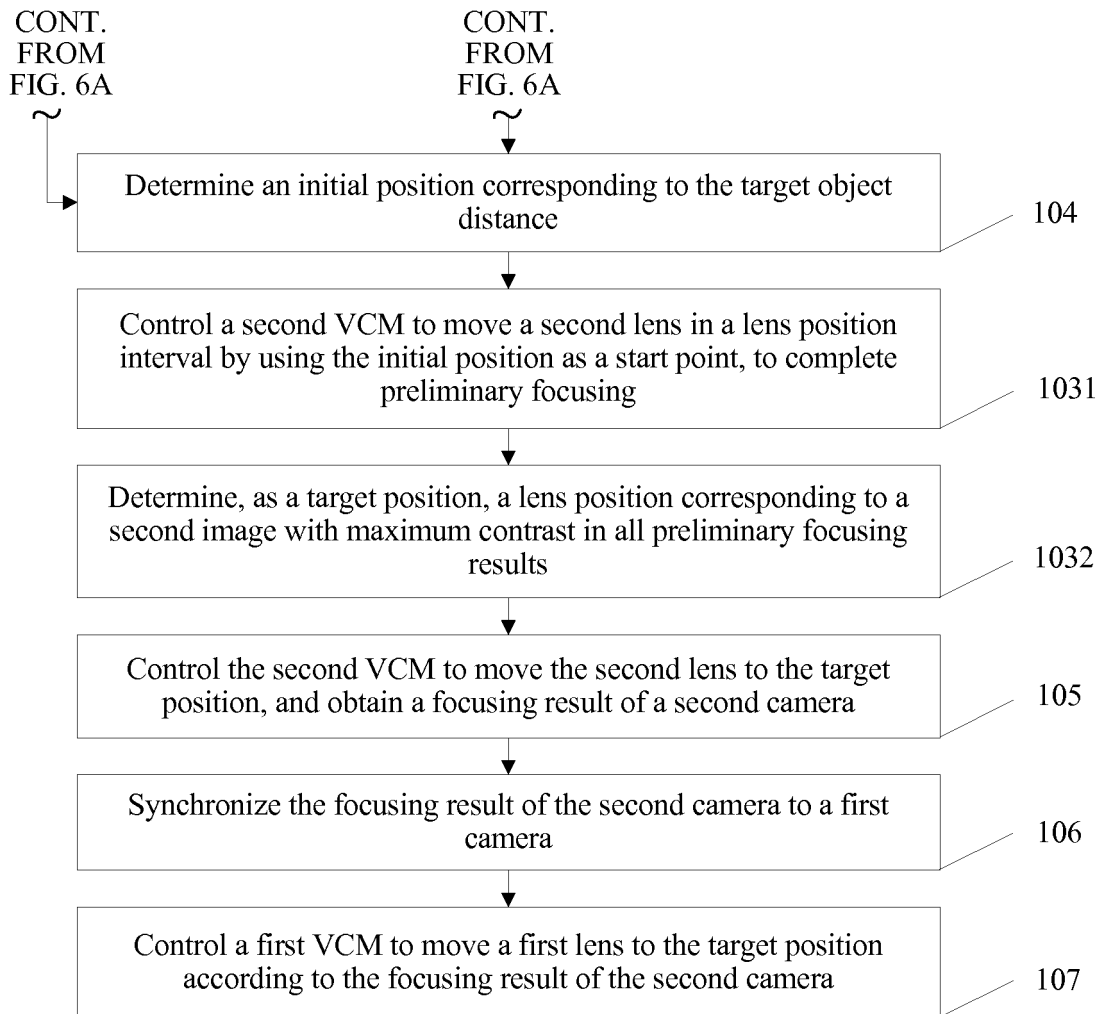 CONT.
FROM
FIG. 6A
CONT.
FROM
FIG. 6A
Determine an initial position corresponding to the target object
distance
104
Control a second VCM to move a second lens in a lens position
interval by using the initial position as a start point, to complete
preliminary focusing
1031
Determine, as a target position, a lens position corresponding to a
second image with maximum contrast in all preliminary focusing
results
1032
Control the second VCM to move the second lens to the target
position, and obtain a focusing result of a second camera
105
Synchronize the focusing result of the second camera to a first
camera
106
Control a first VCM to move a first lens to the target position
according to the focusing result of the second camera
107